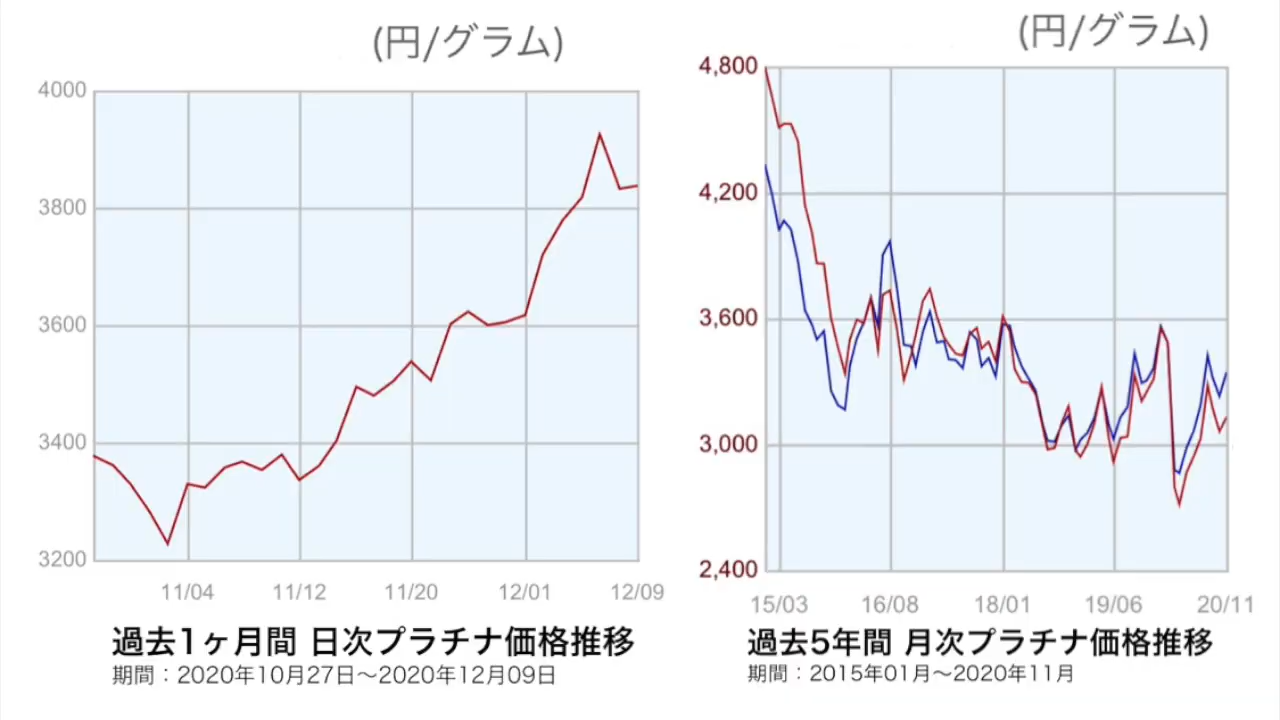 (円/グラム)
4000
3800
3600
3400
3200
11/04 11/12 11/20 12/01 12/09
過去1ヶ月間 日次プラチナ価格推移
期間：2020年10月27日～2020年12月09日
(円/グラム)
4,800
4,200
3,600
3,000
2,400
15/03 16/08 18/01 19/06 20/11
過去5年間 月次プラチナ価格推移
期間：2015年01月～2020年11月